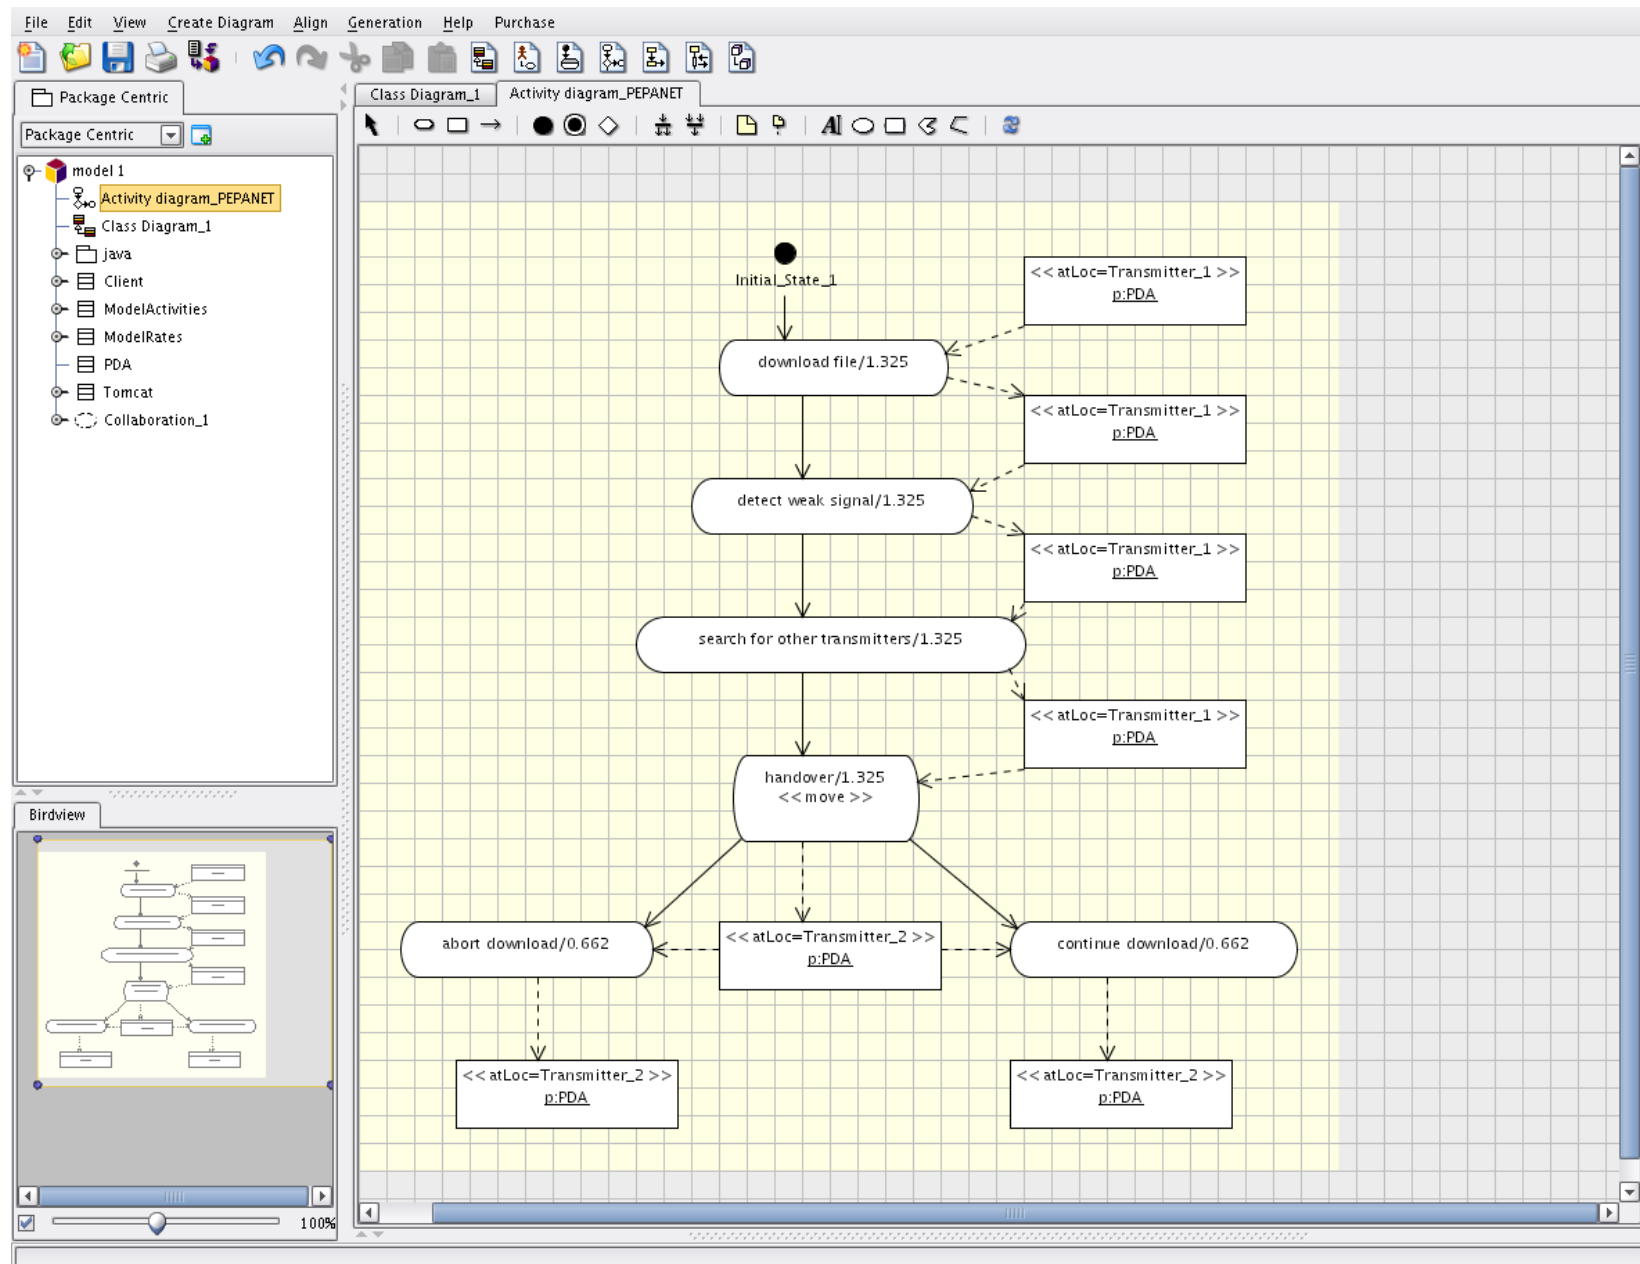 File Edit View Create Diagram Align Generation Help Purchase
Package Centric
Class Diagram_1 Activity diagram_PEPANET
Package Centric
A
model 1
Activity diagram_PEPANET
Class Diagram_1
java
Client
ModelActivities
ModelRates
PDA
Tomcat
Collaboration_1
Birdview
100%
Initial_State_1
<< atLoc=Transmitter_1 >>
p:PDA
download file/1.325
<< atLoc=Transmitter_1 >>
p:PDA
detect weak signal/1.325
<< atLoc=Transmitter_1 >>
p:PDA
search for other transmitters/1.325
<< atLoc=Transmitter_1 >>
p:PDA
handover/1.325
<< move >>
abort download/0.662
<< atLoc=Transmitter_2 >>
p:PDA
continue download/0.662
<< atLoc=Transmitter_2 >>
p:PDA
<< atLoc=Transmitter_2 >>
p:PDA